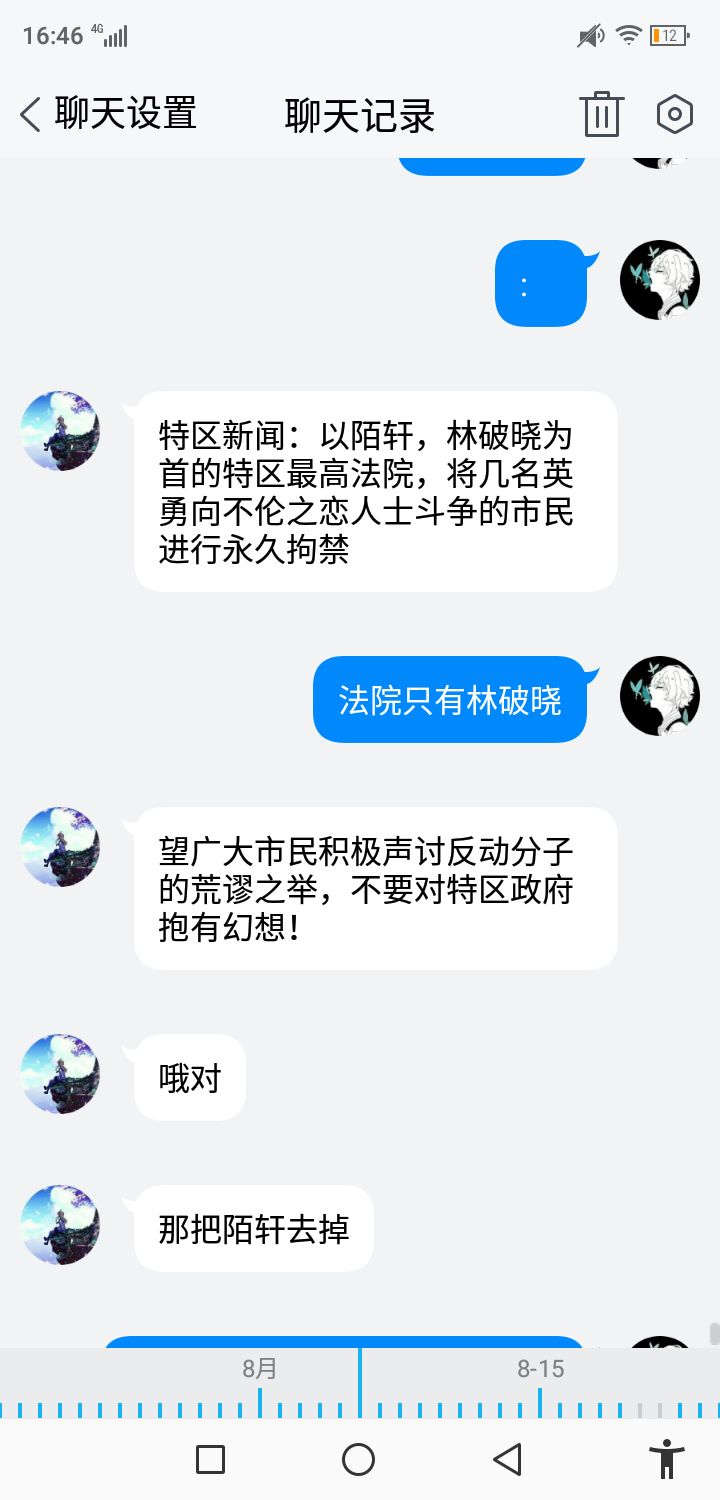 16:46 4G 12
聊天设置 聊天记录
：
特区新闻：以陌轩，林破晓为
首的特区最高法院，将几名英
勇向不伦之恋人士斗争的市民
进行永久拘禁
法院只有林破晓
望广大市民积极声讨反动分子
的荒谬之举，不要对特区政府
抱有幻想！
哦对
那把陌轩去掉
8月 8-15